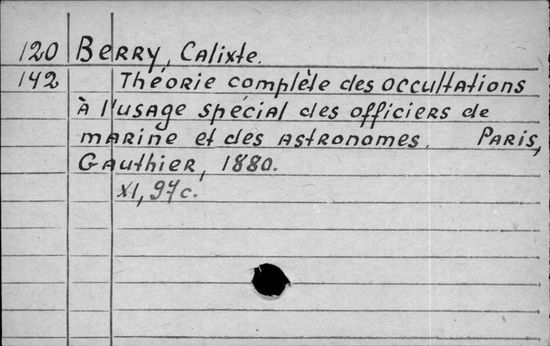 120 Berry, Calixte.
142 Théorie complète des occultations
à l'usage spécial des officiers de
marine et des astronomes. Paris,
Gauthier, 1880.
XI, 97 c.